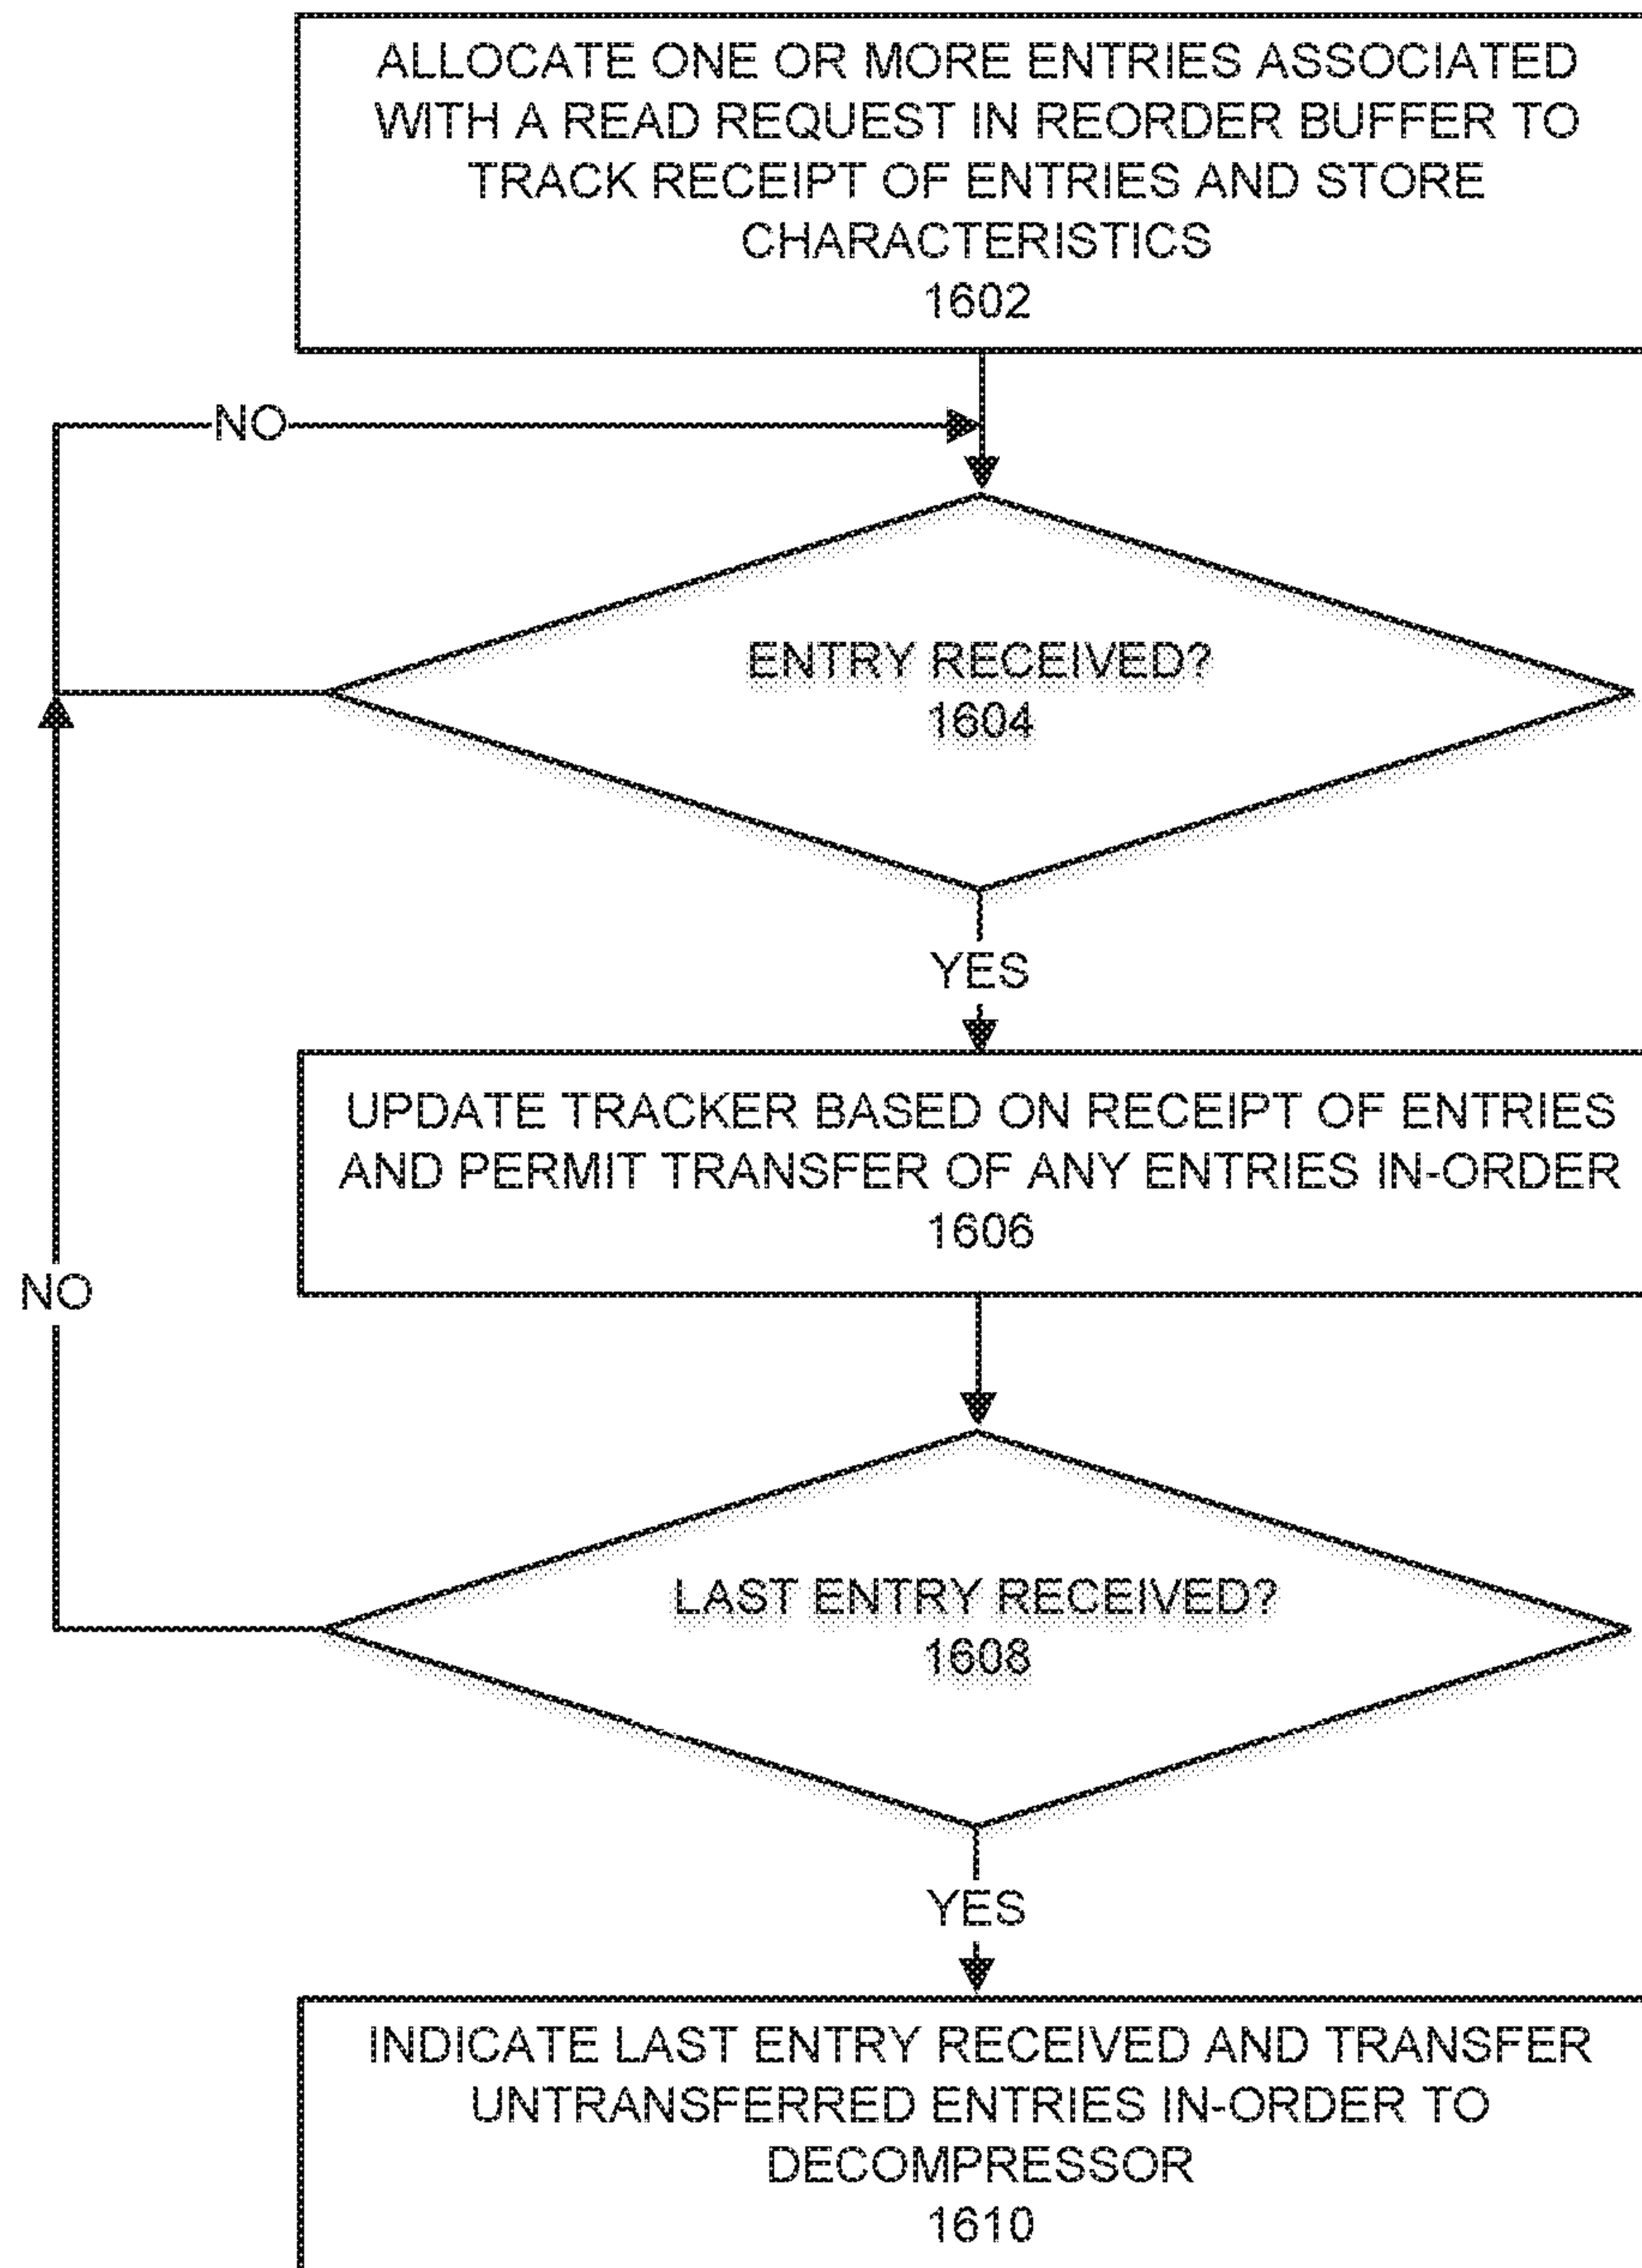 ALLOCATE ONE OR MORE ENTRIES ASSOCIATED
WITH A READ REQUEST IN REORDER BUFFER TO
TRACK RECEIPT OF ENTRIES AND STORE
CHARACTERISTICS
1602
NO
ENTRY RECEIVED?
1604
YES
UPDATE TRACKER BASED ON RECEIPT OF ENTRIES
AND PERMIT TRANSFER OF ANY ENTRIES IN-ORDER
1606
NO
LAST ENTRY RECEIVED?
1608
YES
INDICATE LAST ENTRY RECEIVED AND TRANSFER
UNTRANSFERRED ENTRIES IN-ORDER TO
DECOMPRESSOR
1610